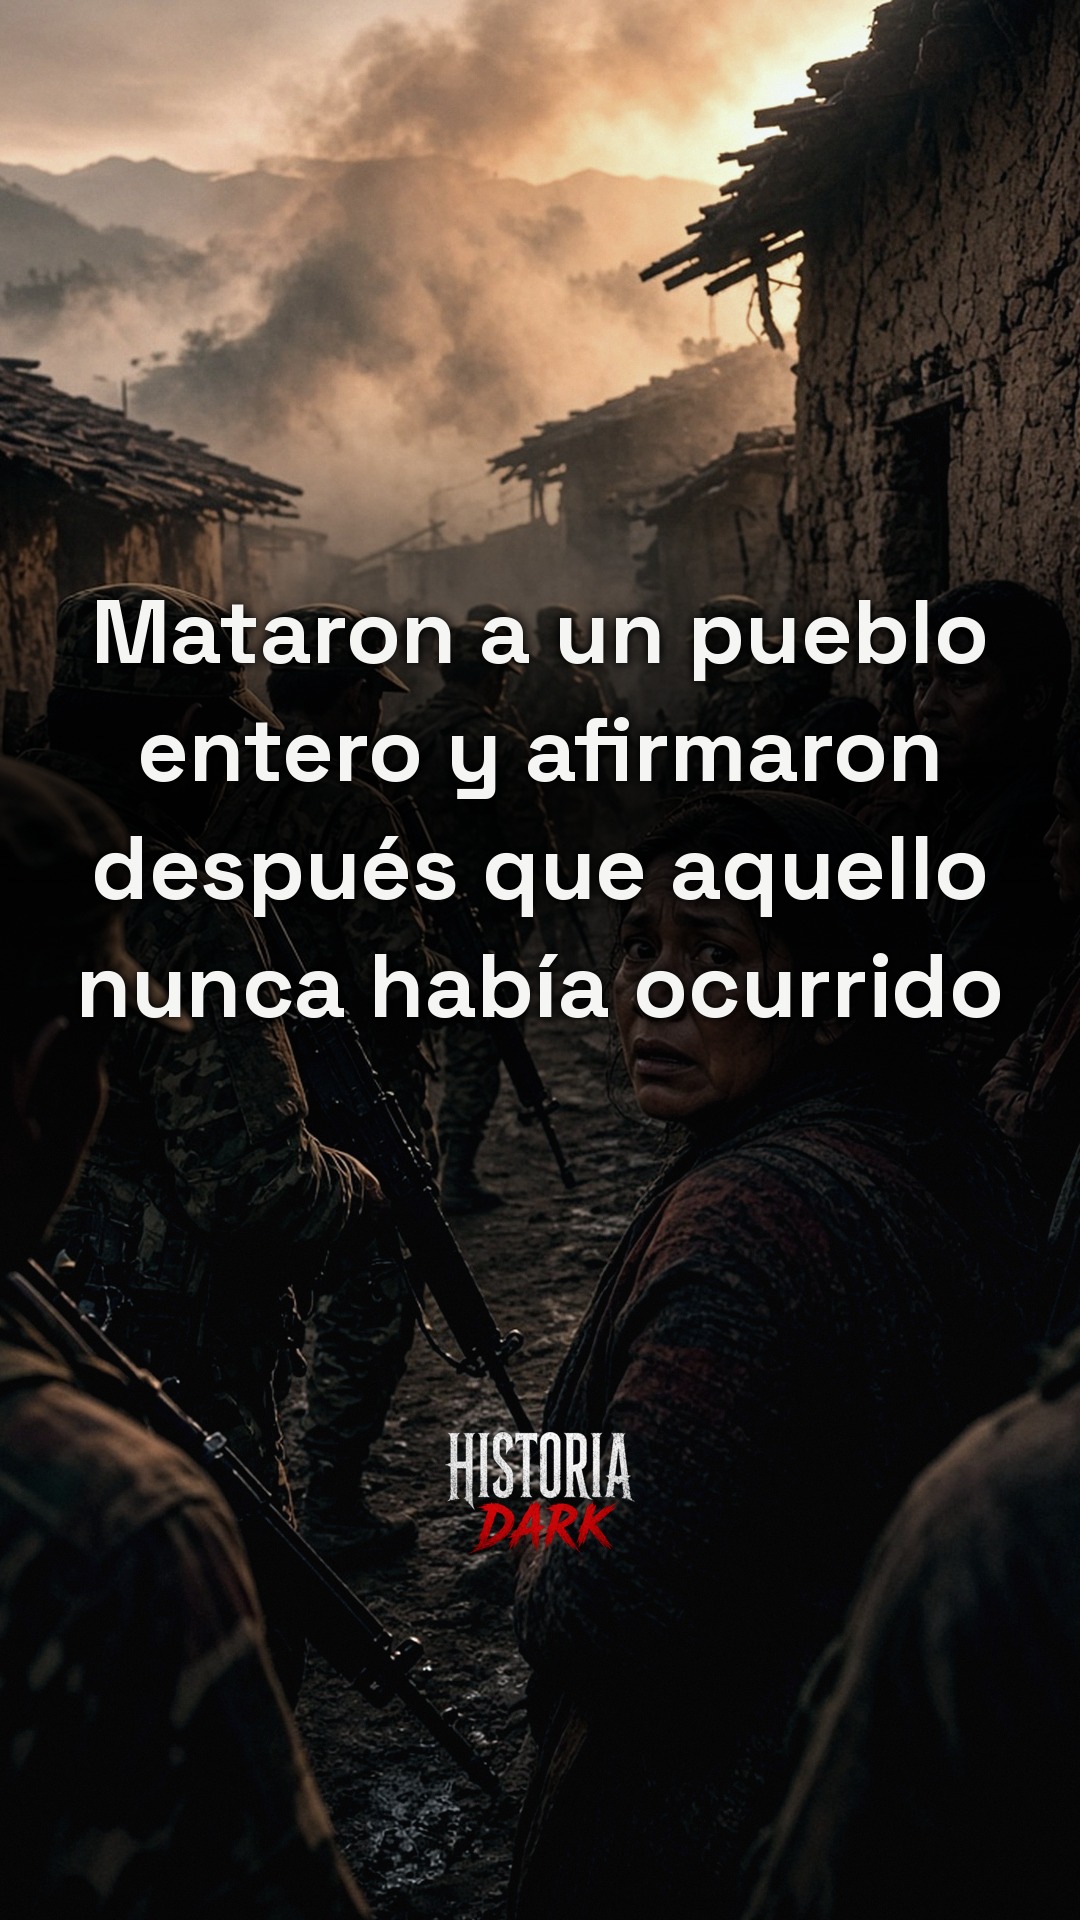 Mataron a un pueblo
entero y afirmaron
después que aquello
nunca había ocurrido
HISTORIA
DARK